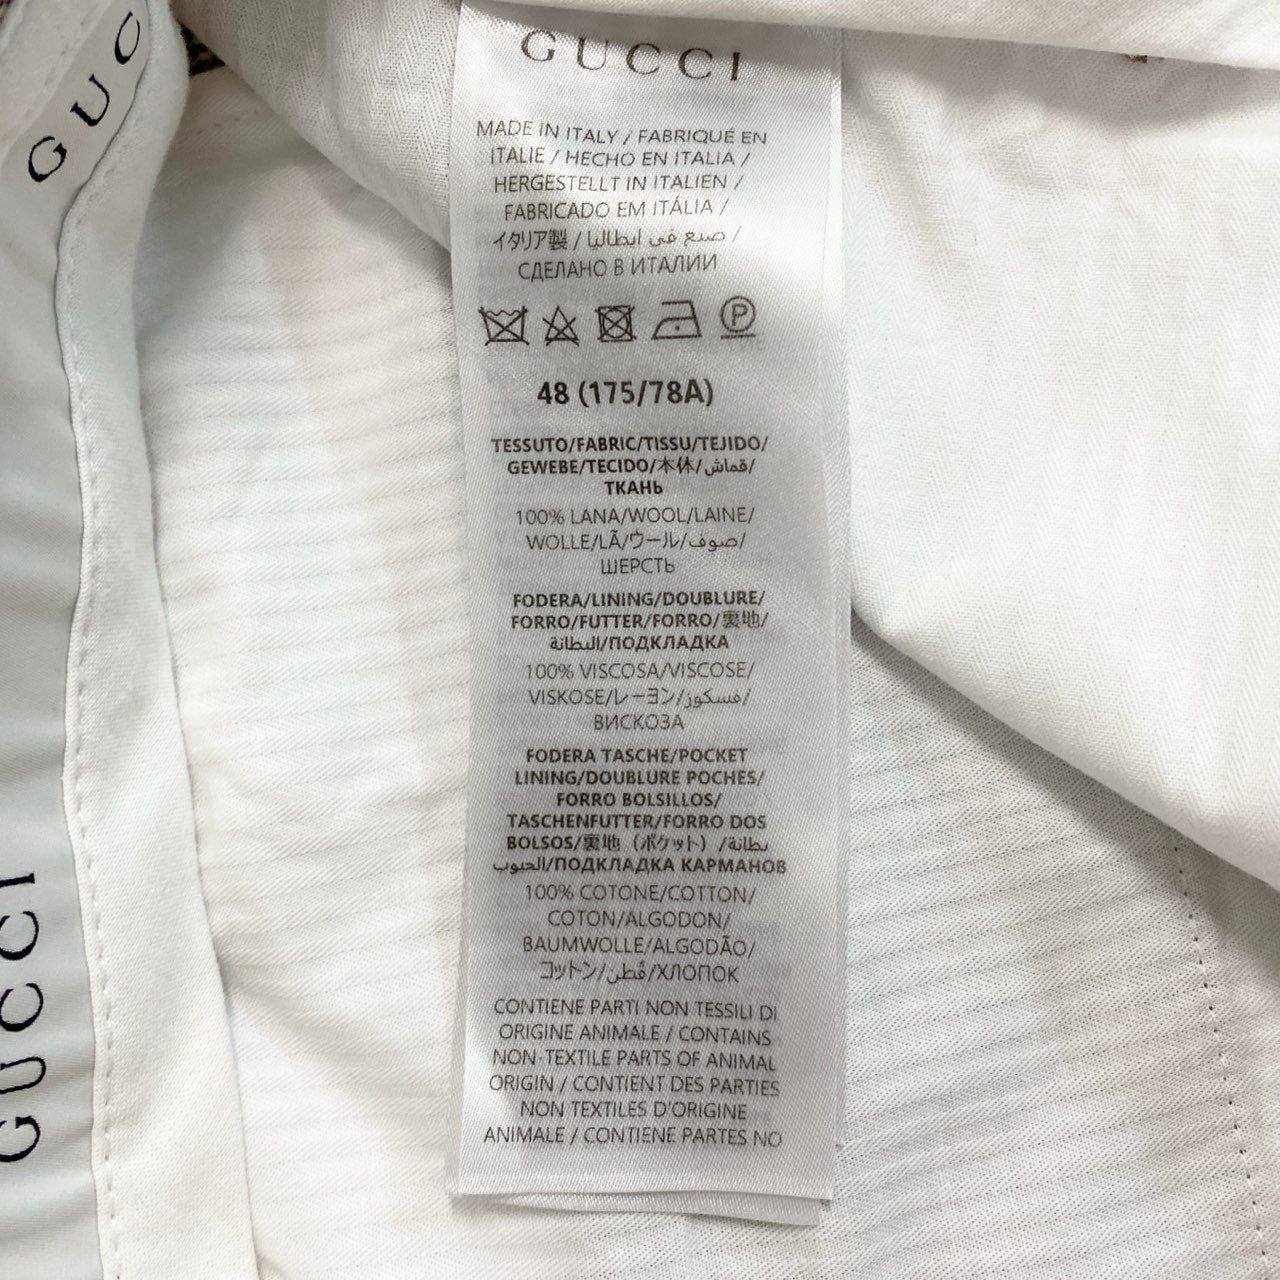 GUCCI
MADE IN ITALY / FABRIQUÉ EN
ITALIE / HECHO EN ITALIA /
HERGESTELLT IN ITALIEN /
FABRICADO EM ITÁLIA /
イタリア製 / صنع في ايطاليا /
СДЕЛАНО В ИТАЛИИ
P
48 (175/78A)
TESSUTO/FABRIC/TISSU/TEJIDO/
GEWEBE/TECIDO/本体/قماش/
ТКАНЬ
100% LANA/WOOL/LAINE/
WOLLE/LÃ/ウール/صوف/
ШЕРСТЬ
FODERA/LINING/DOUBLURE/
FORRO/FUTTER/FORRO/裏地/
البطانة/ПОДКЛАДКА
100% VISCOSA/VISCOSE/
VISKOSE/レーヨン/فسكوز/
ВИСКОЗА
FODERA TASCHE/POCKET
LINING/DOUBLURE POCHES/
FORRO BOLSILLOS/
TASCHENFUTTER/FORRO DOS
BOLSOS/裏地（ポケット）/بطانة
الجيوب/ПОДКЛАДКА КАРМАНОВ
100% COTONE/COTTON/
COTON/ALGODON/
BAUMWOLLE/ALGODÃO/
コットン/قُطن/ХЛОПОК
CONTIENE PARTI NON TESSILI DI
ORIGINE ANIMALE / CONTAINS
NON-TEXTILE PARTS OF ANIMAL
ORIGIN / CONTIENT DES PARTIES
NON TEXTILES D'ORIGINE
ANIMALE / CONTIENE PARTES NO
GUC
GUCCI